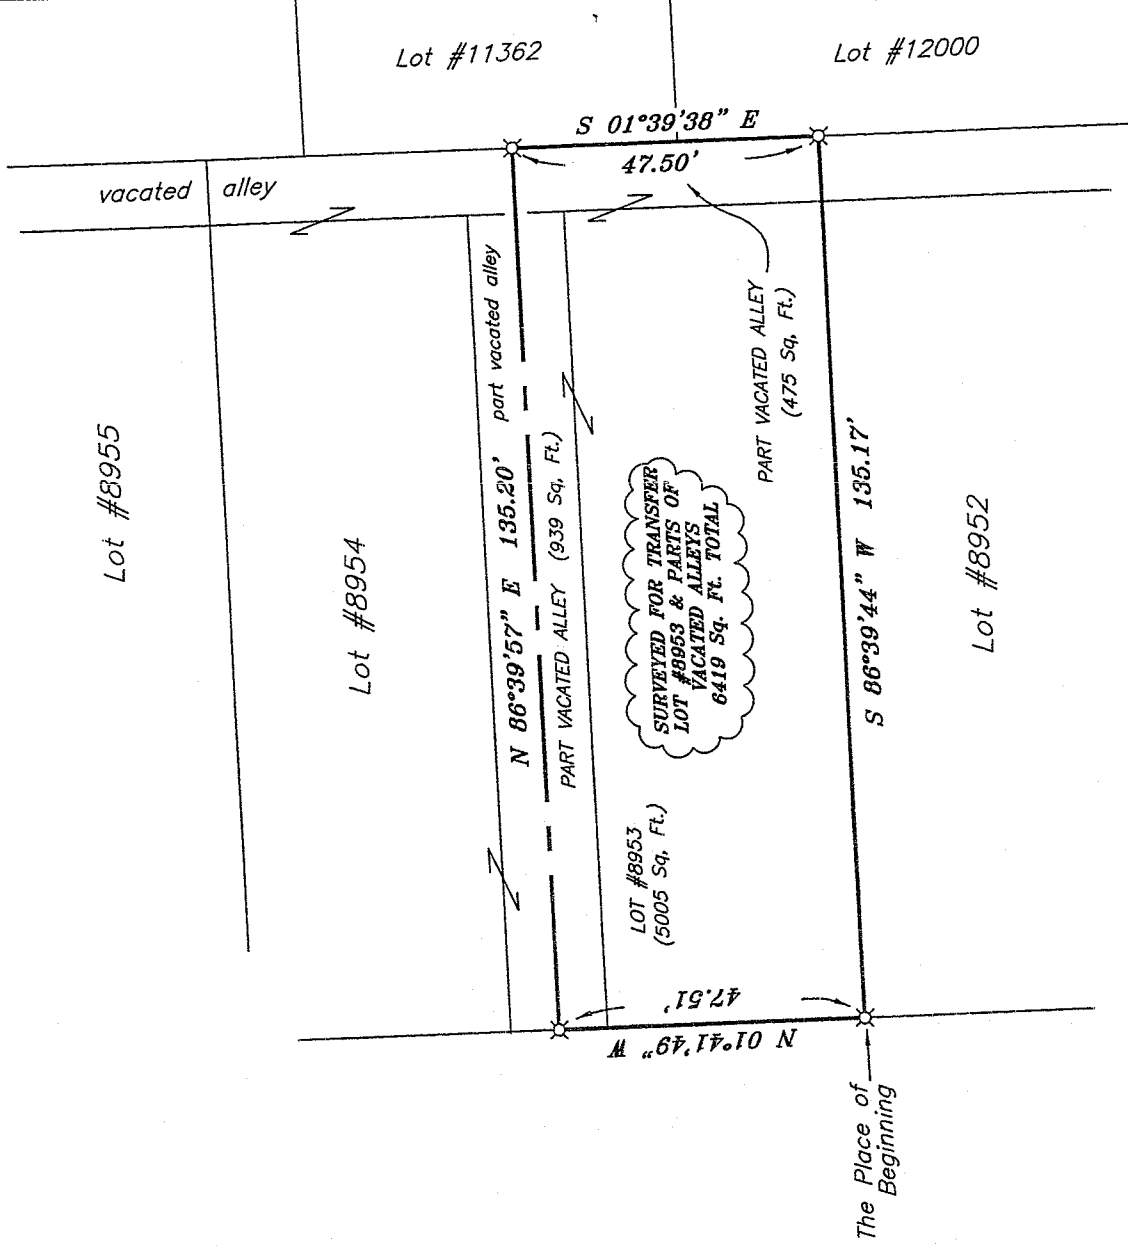 Lot #11362
Lot #12000
S 01°39'38" E
47.50'
vacated alley
part vacated alley
PART VACATED ALLEY
(475 Sq, Ft.)
Lot #8955
Lot #8954
N 86°39'57" E 135.20'
PART VACATED ALLEY (939 Sq, Ft.)
SURVEYED FOR TRANSFER
LOT #8953 & PARTS OF
VACATED ALLEYS
6419 Sq. Ft. TOTAL
S 86°39'44" W 135.17'
Lot #8952
LOT #8953
(5005 Sq, Ft.)
47.51'
N 01°41'49" W
The Place of
Beginning